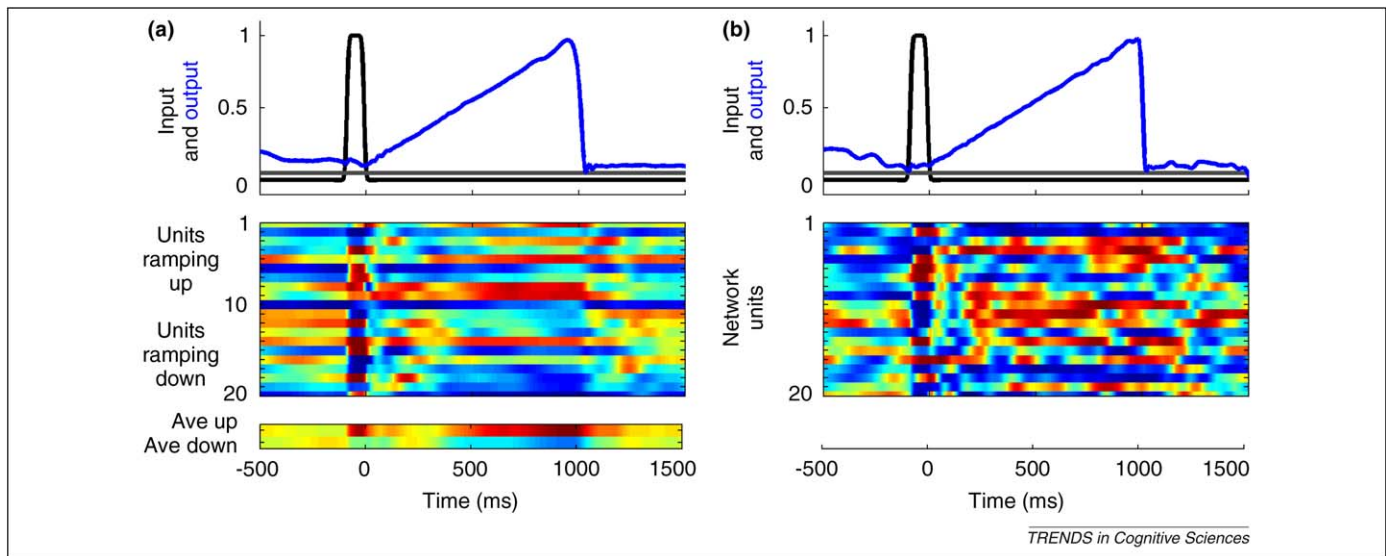 (a)
1
0.5
0
Input
and output
1
Units
ramping
up
10
Units
ramping
down
20
Ave up
Ave down
-500
0
500
1000
1500
Time (ms)
(b)
1
0.5
0
Input
and output
1
Network
units
20
-500
0
500
1000
1500
Time (ms)
TRENDS in Cognitive Sciences